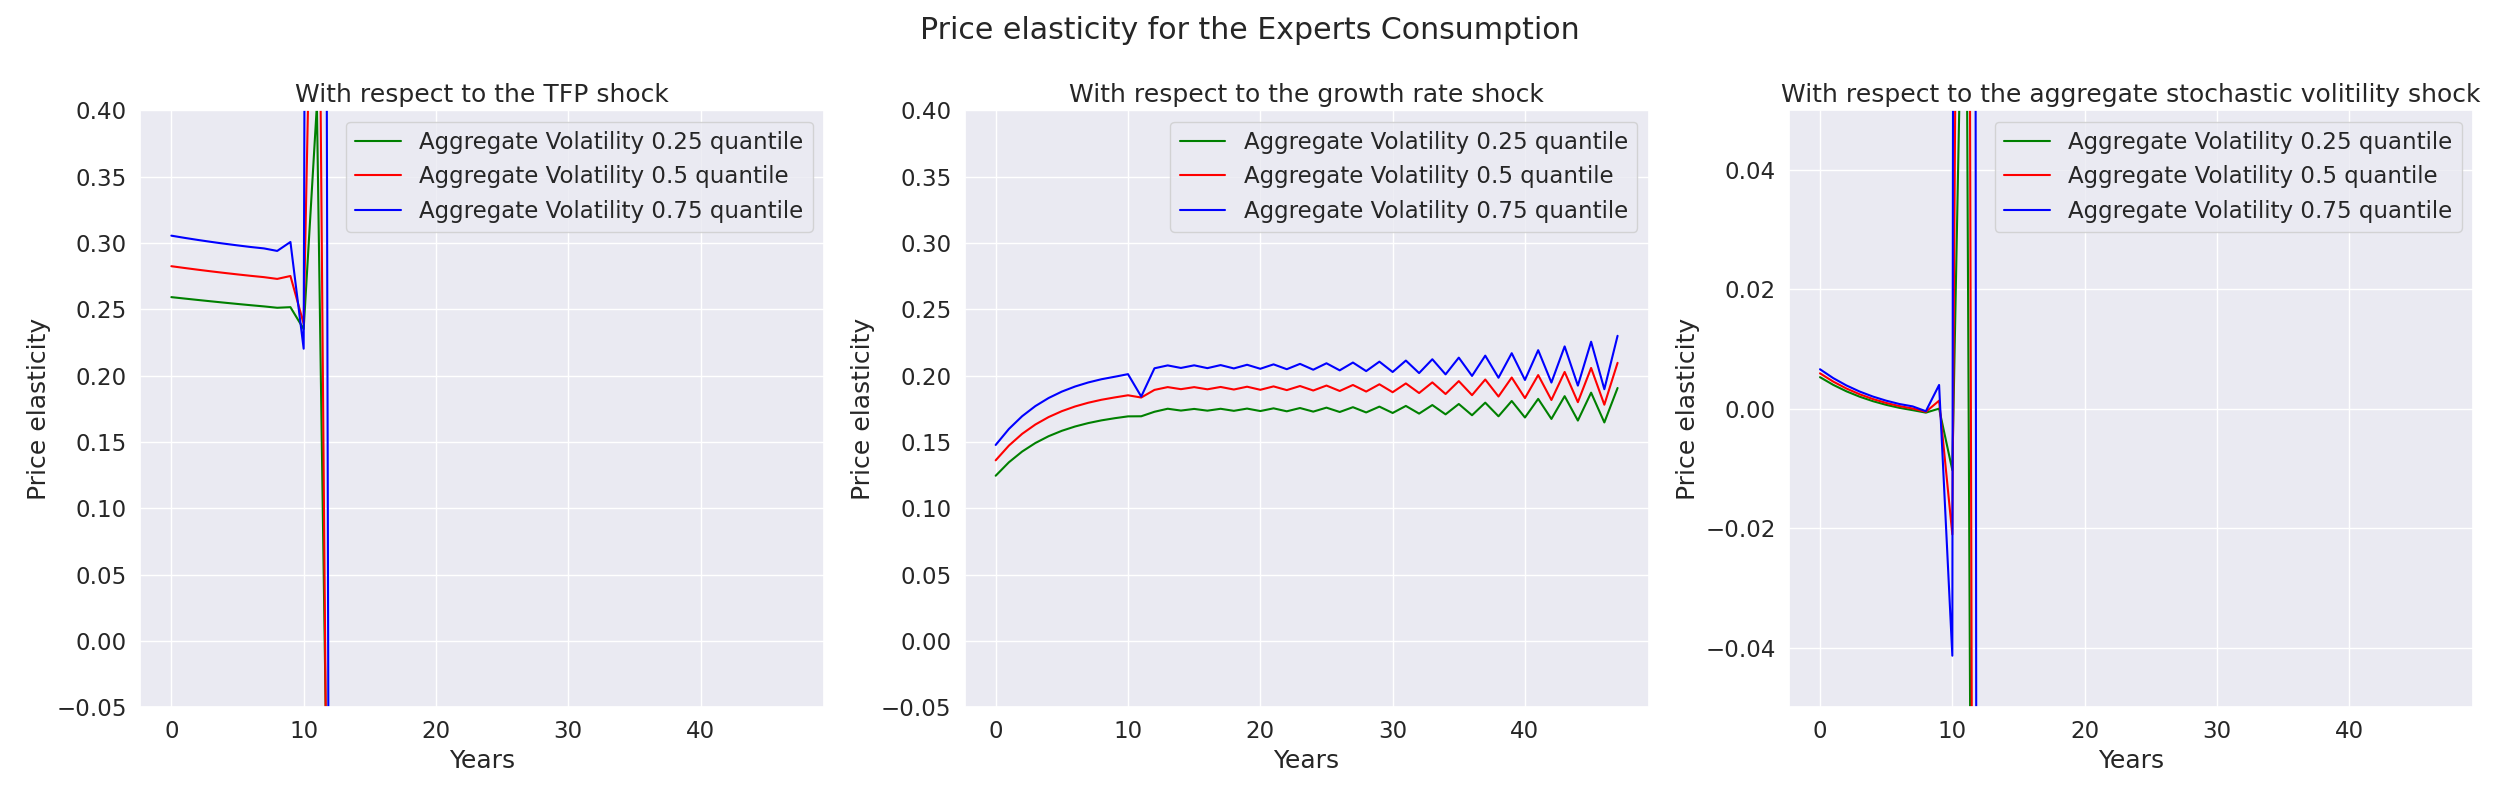 Price elasticity for the Experts Consumption
With respect to the TFP shock
0.40
0.35
0.30
0.25
0.20
0.15
0.10
0.05
0.00
−0.05
Price elasticity
Aggregate Volatility 0.25 quantile
Aggregate Volatility 0.5 quantile
Aggregate Volatility 0.75 quantile
0 10 20 30 40
Years
With respect to the growth rate shock
0.40
0.35
0.30
0.25
0.20
0.15
0.10
0.05
0.00
−0.05
Price elasticity
Aggregate Volatility 0.25 quantile
Aggregate Volatility 0.5 quantile
Aggregate Volatility 0.75 quantile
0 10 20 30 40
Years
With respect to the aggregate stochastic volitility shock
0.04
0.02
0.00
−0.02
−0.04
Price elasticity
Aggregate Volatility 0.25 quantile
Aggregate Volatility 0.5 quantile
Aggregate Volatility 0.75 quantile
0 10 20 30 40
Years